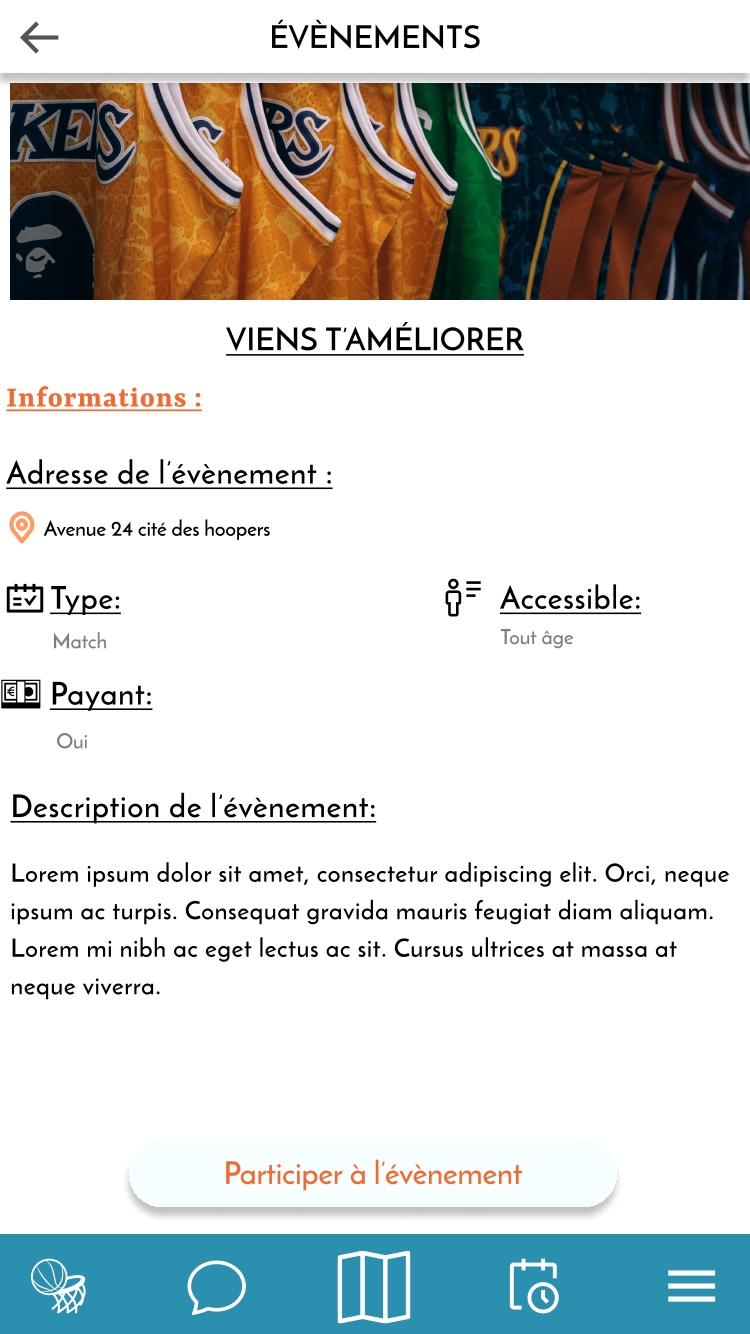 ÉVÈNEMENTS
KERS
RS
RS
VIENS T'AMÉLIORER
Informations :
Adresse de l'évènement :
Avenue 24 cité des hoopers
Type:
Accessible:
Match
Tout âge
Payant:
Oui
Description de l'évènement:
Lorem ipsum dolor sit amet, consectetur adipiscing elit. Orci, neque
ipsum ac turpis. Consequat gravida mauris feugiat diam aliquam.
Lorem mi nibh ac eget lectus ac sit. Cursus ultrices at massa at
neque viverra.
Participer à l'évènement